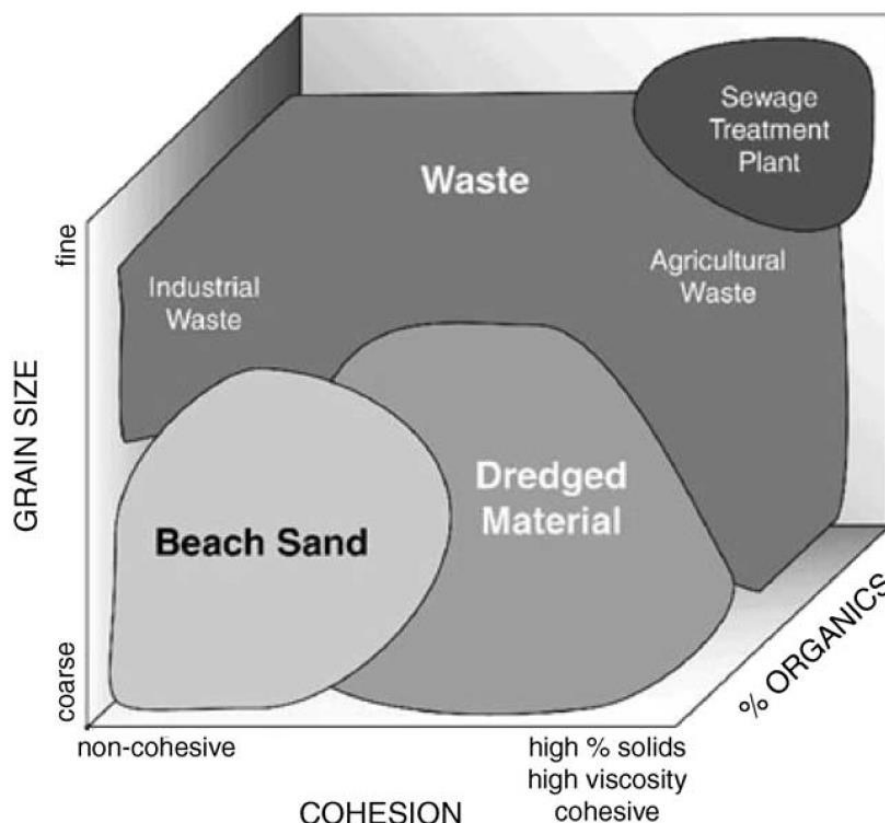 Sewage
Treatment
Plant
Waste
Industrial
Waste
Agricultural
Waste
Dredged
Material
Beach Sand
fine
GRAIN SIZE
coarse
% ORGANICS
non-cohesive
high % solids
high viscosity
cohesive
COHESION